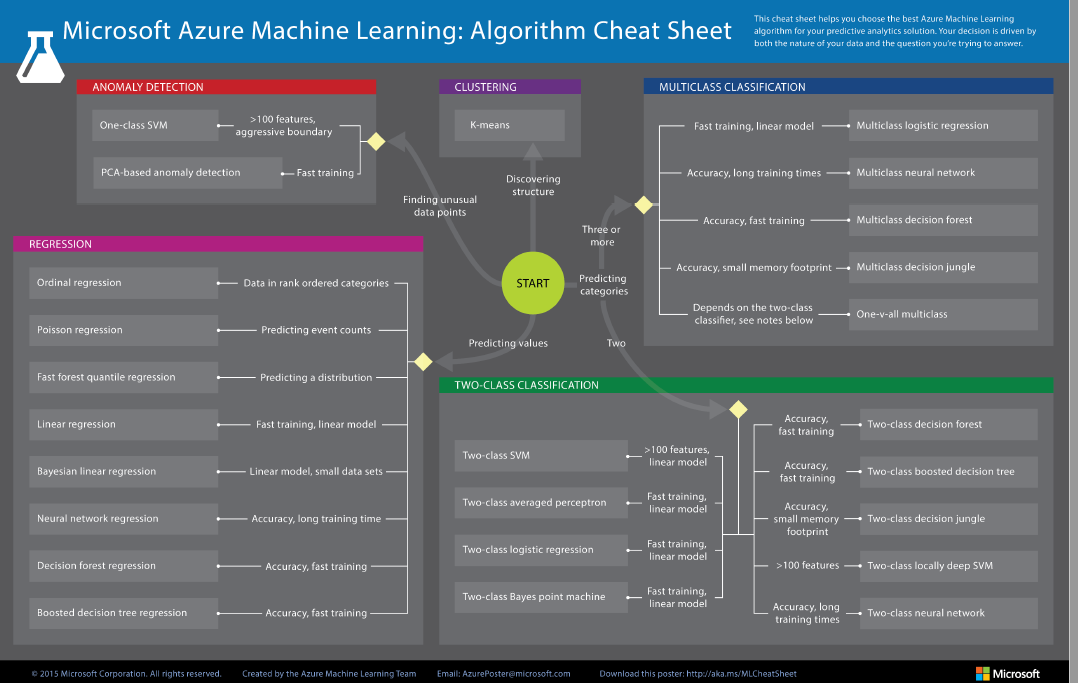 Microsoft Azure Machine Learning: Algorithm Cheat Sheet
This cheat sheet helps you choose the best Azure Machine Learning
algorithm for your predictive analytics solution. Your decision is driven by
both the nature of your data and the question you're trying to answer.
ANOMALY DETECTION
One-class SVM
>100 features,
aggressive boundary
PCA-based anomaly detection
Fast training
CLUSTERING
K-means
MULTICLASS CLASSIFICATION
Fast training, linear model
Multiclass logistic regression
Accuracy, long training times
Multiclass neural network
Accuracy, fast training
Multiclass decision forest
Accuracy, small memory footprint
Multiclass decision jungle
Depends on the two-class
classifier, see notes below
One-v-all multiclass
Finding unusual
data points
Discovering
structure
Three or
more
START
Predicting
categories
Predicting values
Two
REGRESSION
Ordinal regression
Data in rank ordered categories
Poisson regression
Predicting event counts
Fast forest quantile regression
Predicting a distribution
Linear regression
Fast training, linear model
Bayesian linear regression
Linear model, small data sets
Neural network regression
Accuracy, long training time
Decision forest regression
Accuracy, fast training
Boosted decision tree regression
Accuracy, fast training
TWO-CLASS CLASSIFICATION
Two-class SVM
>100 features,
linear model
Two-class averaged perceptron
Fast training,
linear model
Two-class logistic regression
Fast training,
linear model
Two-class Bayes point machine
Fast training,
linear model
Accuracy,
fast training
Two-class decision forest
Accuracy,
fast training
Two-class boosted decision tree
Accuracy,
small memory
footprint
Two-class decision jungle
>100 features
Two-class locally deep SVM
Accuracy, long
training times
Two-class neural network
© 2015 Microsoft Corporation. All rights reserved.
Created by the Azure Machine Learning Team
Email: AzurePoster@microsoft.com
Download this poster: http://aka.ms/MLCheatSheet
Microsoft